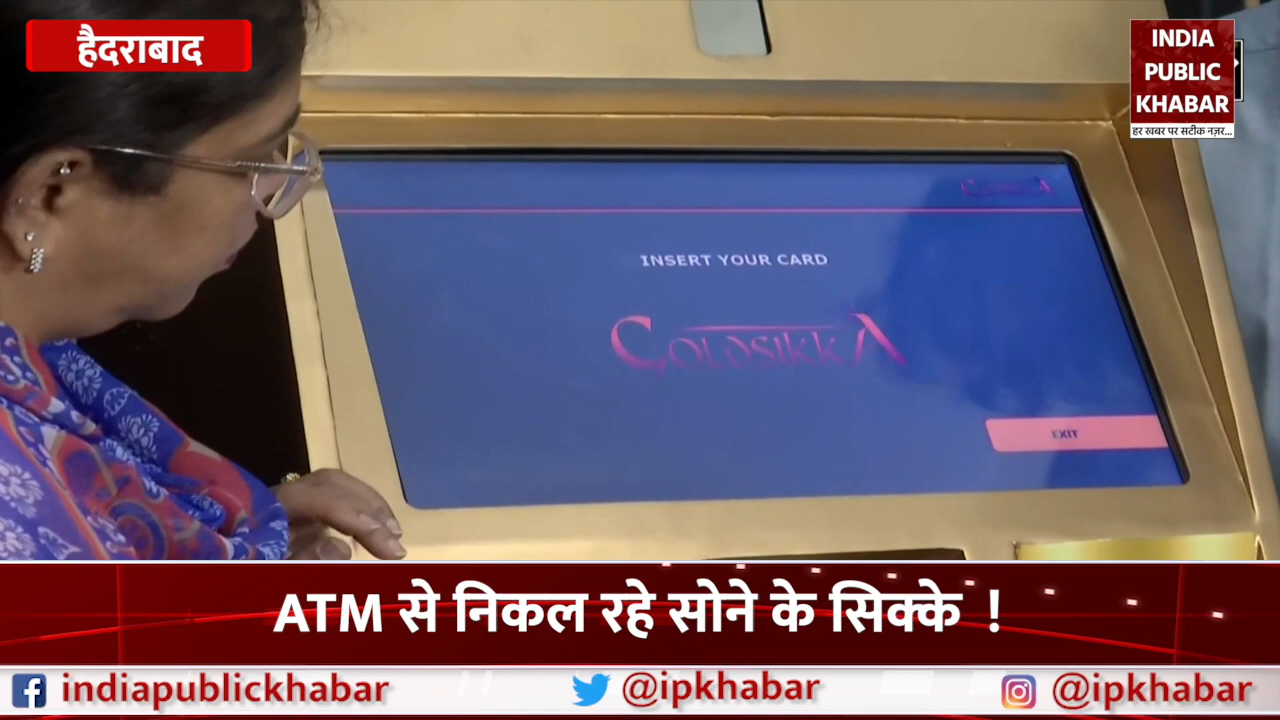 हैदराबाद
INDIA
PUBLIC
KHABAR
हर खबर पर सटीक नज़र...
GOLDSIKKA
INSERT YOUR CARD
GOLDSIKKA
EXIT
ATM से निकल रहे सोने के सिक्के !
indiapublickhabar
@ipkhabar
@ipkhabar